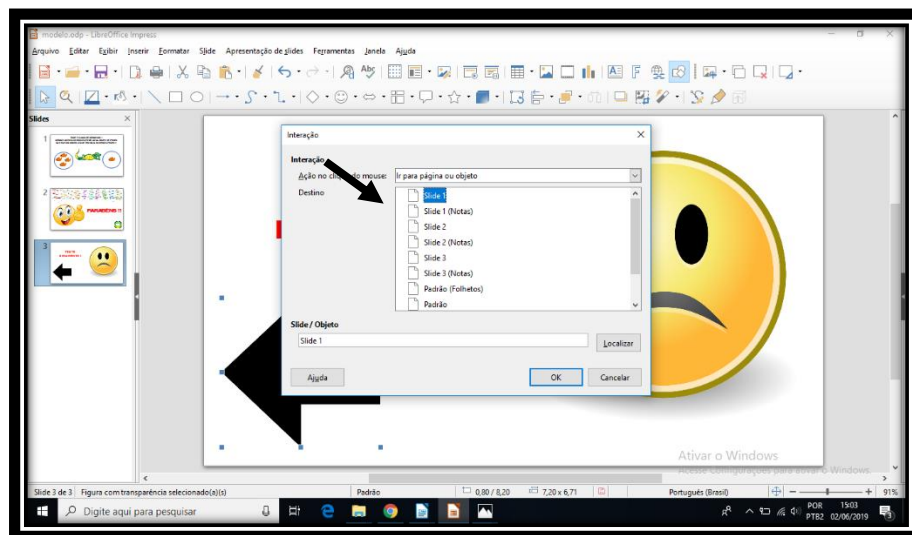 modelo.odp - LibreOffice Impress
Arquivo Editar Exibir Inserir Formatar Slide Apresentação de slides Ferramentas Janela Ajuda
Slides
1
2
PARABÉNS !!
3
Interação
Interação
Ação no cliq do mouse: Ir para página ou objeto
Destino
Slide 1
Slide 1 (Notas)
Slide 2
Slide 2 (Notas)
Slide 3
Slide 3 (Notas)
Padrão (Folhetos)
Padrão
Slide / Objeto
Slide 1
Localizar
Ajuda
OK
Cancelar
Ativar o Windows
Acesse Configurações para ativar o Windows.
Slide 3 de 3 Figura com transparência selecionado(a)(s) Padrão 0,80 / 8,20 7,20 x 6,71 Português (Brasil) 91%
Digite aqui para pesquisar
POR
PTB2
15:03
02/06/2019